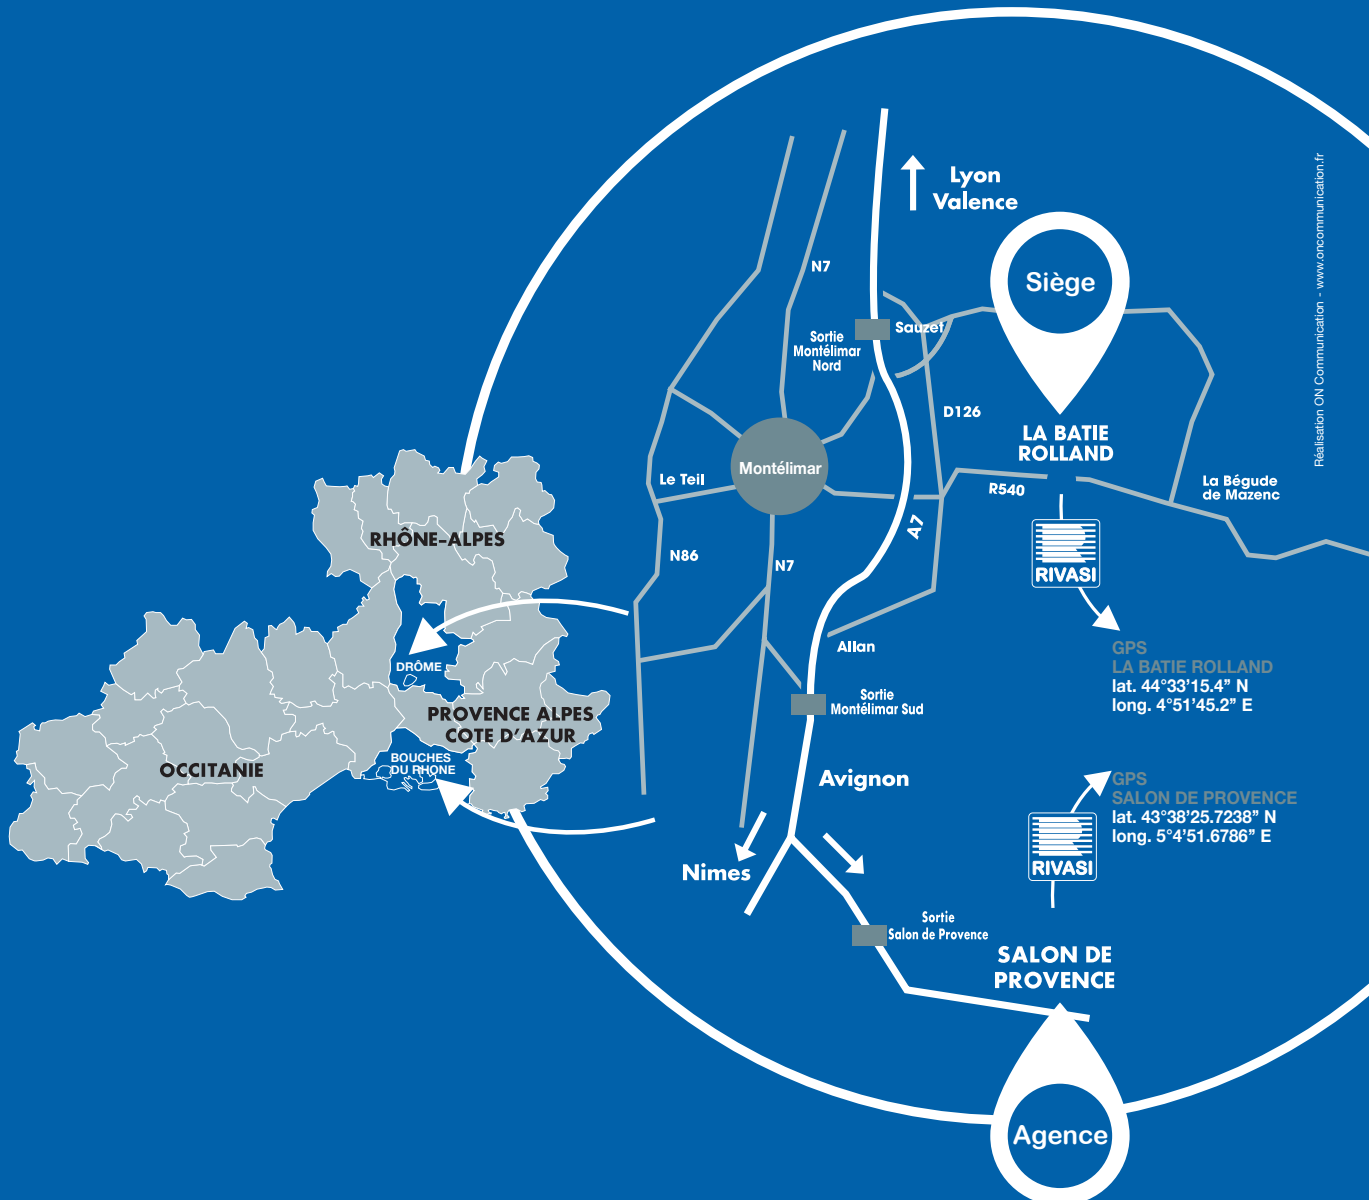 Lyon
Valence
Siège
N7
Sauzet
Sortie
Montélimar
Nord
D126
LA BATIE
ROLLAND
Montélimar
Le Teil
R540
La Bégude
de Mazenc
A7
N86
N7
RIVASI
RHÔNE-ALPES
DRÔME
PROVENCE ALPES
COTE D'AZUR
BOUCHES
DU RHONE
OCCITANIE
Allan
Sortie
Montélimar Sud
GPS
LA BATIE ROLLAND
lat. 44°33'15.4” N
long. 4°51'45.2” E
Avignon
GPS
SALON DE PROVENCE
lat. 43°38'25.7238” N
long. 5°4'51.6786” E
RIVASI
Nimes
Sortie
Salon de Provence
SALON DE
PROVENCE
Agence
Réalisation ON Communication - www.oncommunication.fr